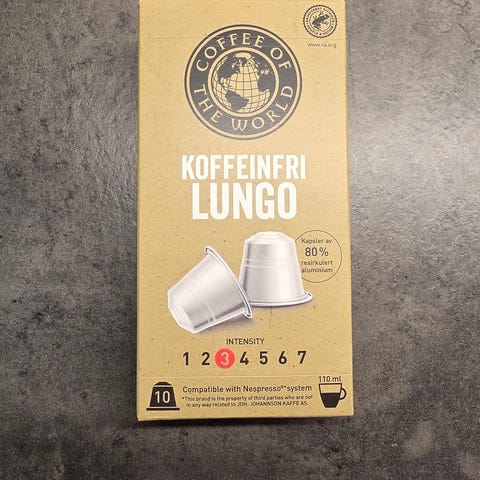 COFFEE OF
THE WORLD
www.ra.org
KOFFEINFRI
LUNGO
Kapsler av
80%
resirkulert
aluminium
INTENSITY
1 2 3 4 5 6 7
110 ml
10
Compatible with Nespresso®*system
*This brand is the property of third parties who are not
in any way related to JOH. JOHANNSON KAFFE AS.